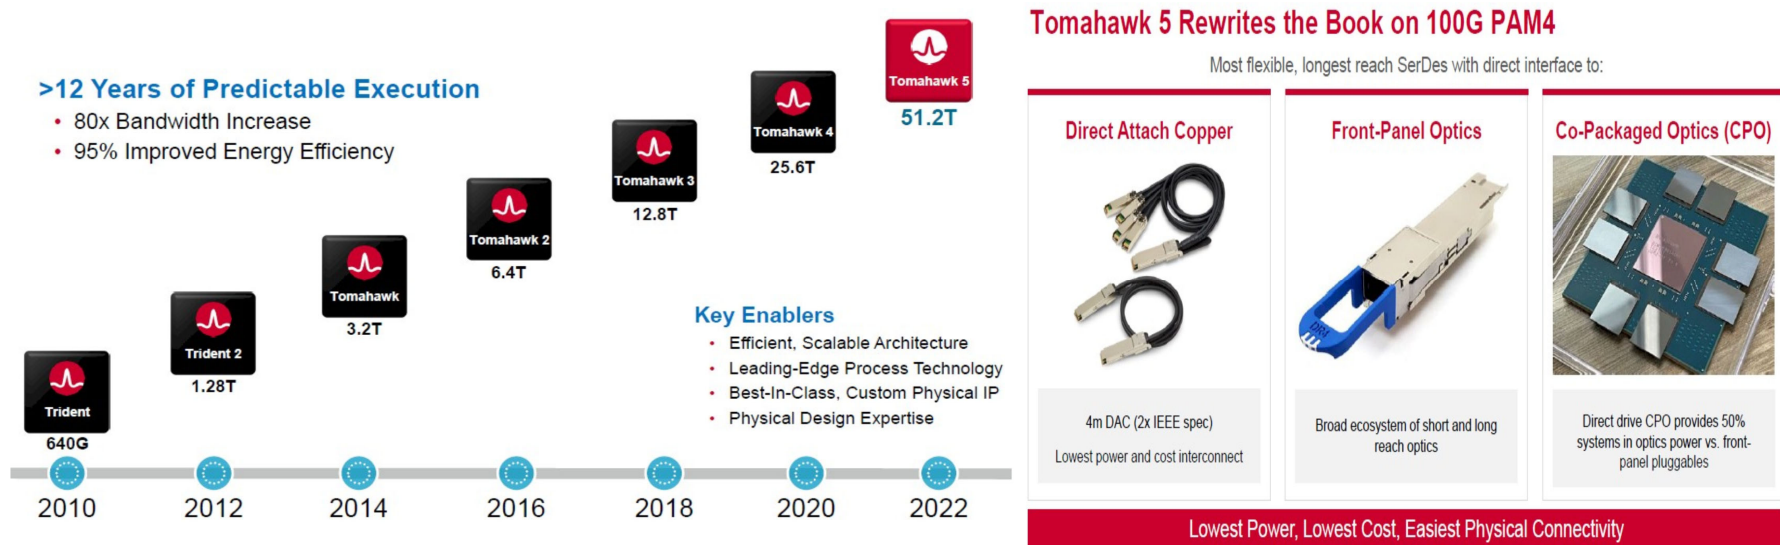 >12 Years of Predictable Execution
• 80x Bandwidth Increase
• 95% Improved Energy Efficiency
Trident
640G
Trident 2
1.28T
Tomahawk
3.2T
Tomahawk 2
6.4T
Tomahawk 3
12.8T
Tomahawk 4
25.6T
Tomahawk 5
51.2T
Key Enablers
• Efficient, Scalable Architecture
• Leading-Edge Process Technology
• Best-In-Class, Custom Physical IP
• Physical Design Expertise
2010 2012 2014 2016 2018 2020 2022
Tomahawk 5 Rewrites the Book on 100G PAM4
Most flexible, longest reach SerDes with direct interface to:
Direct Attach Copper
4m DAC (2x IEEE spec)
Lowest power and cost interconnect
Front-Panel Optics
DR4
Broad ecosystem of short and long
reach optics
Co-Packaged Optics (CPO)
Direct drive CPO provides 50%
systems in optics power vs. front-
panel pluggables
Lowest Power, Lowest Cost, Easiest Physical Connectivity